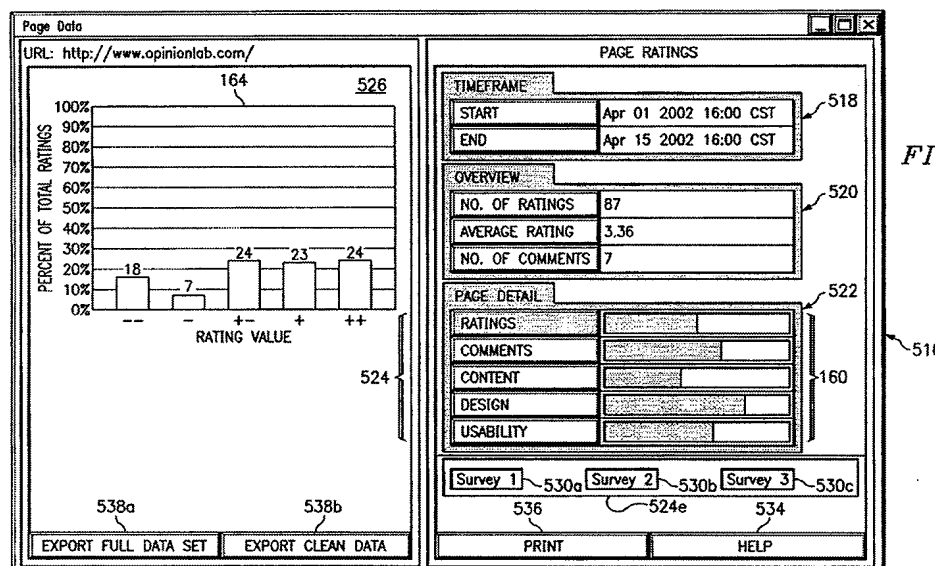 Page Data
URL: http://www.opinionlab.com/
164
526
PERCENT OF TOTAL RATINGS
100%
90%
80%
70%
60%
50%
40%
30%
20%
10%
0%
18
7
24
23
24
--
-
+-
+
++
RATING VALUE
524
538a
538b
EXPORT FULL DATA SET
EXPORT CLEAN DATA
PAGE RATINGS
TIMEFRAME
START Apr 01 2002 16:00 CST
END Apr 15 2002 16:00 CST
518
OVERVIEW
NO. OF RATINGS 87
AVERAGE RATING 3.36
NO. OF COMMENTS 7
520
PAGE DETAIL
522
RATINGS
COMMENTS
CONTENT
DESIGN
USABILITY
160
Survey 1 530a Survey 2 530b Survey 3 530c
536
524e
534
PRINT
HELP
FI